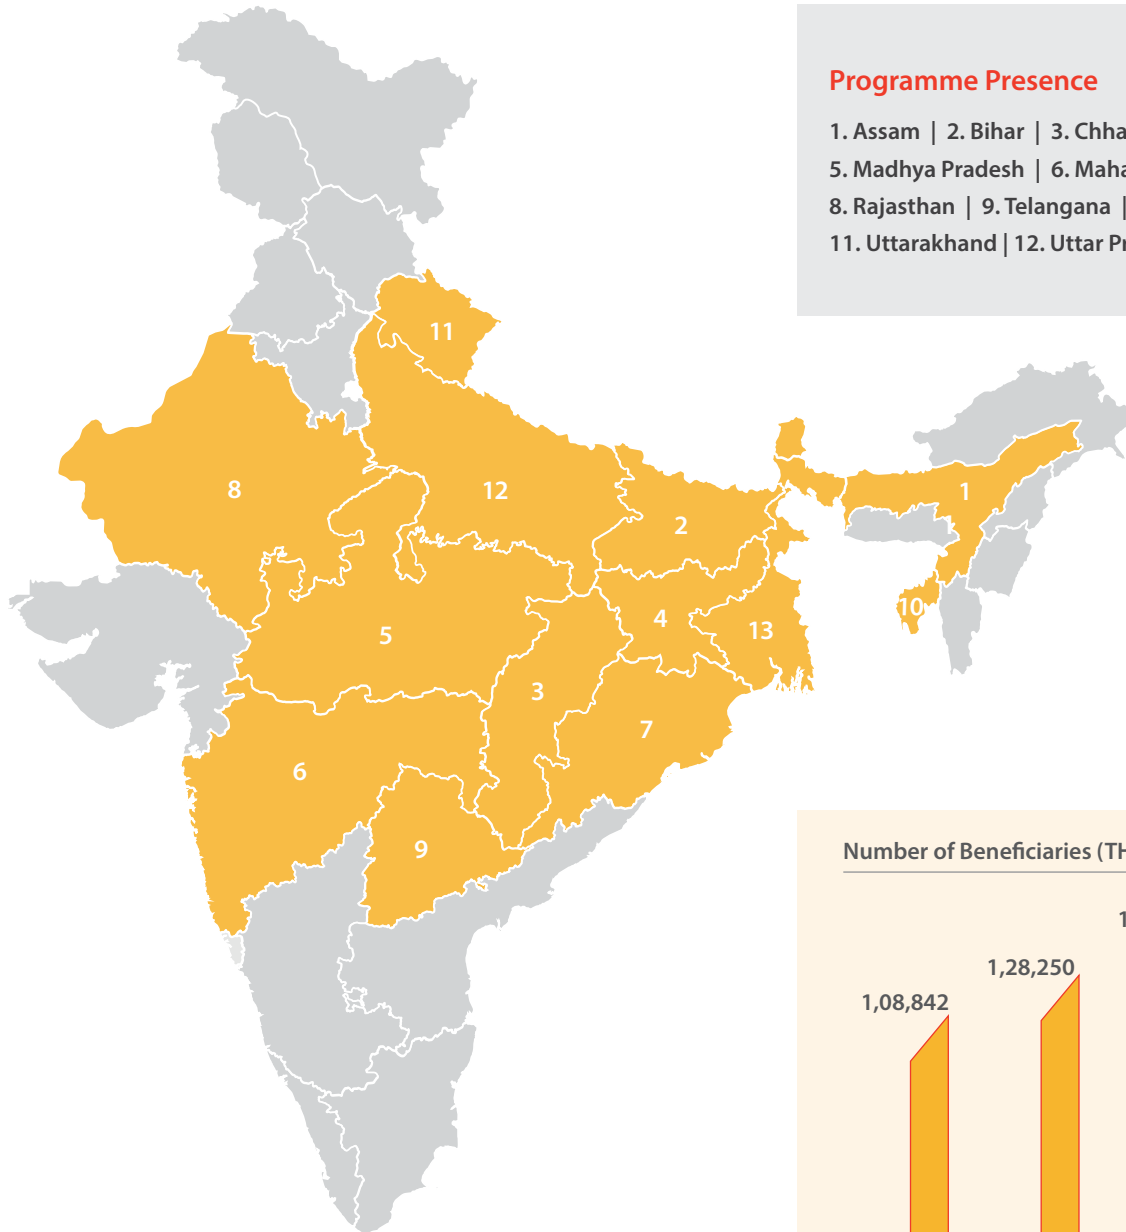 Programme Presence
1. Assam | 2. Bihar | 3. Chha
5. Madhya Pradesh | 6. Maha
8. Rajasthan | 9. Telangana |
11. Uttarakhand | 12. Uttar Pr
11
8
12
1
2
10
4
13
5
3
7
6
9
Number of Beneficiaries (TH
1
1,28,250
1,08,842